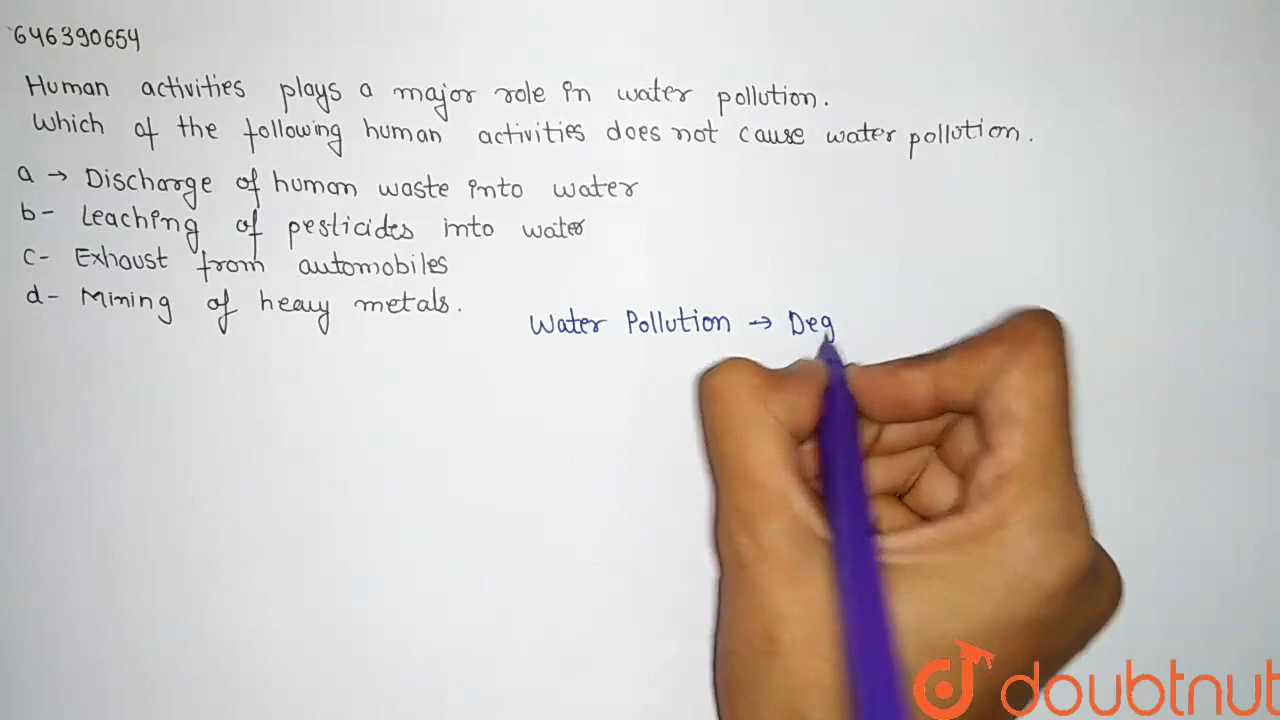 646390654
Human activities plays a major role in water pollution.
Which of the following human activities does not cause water pollution.
a → Discharge of human waste into water
b- Leaching of pesticides into water
c- Exhoust from automobiles
d- Mining of heavy metals.
Water Pollution → Deg
doubtnut